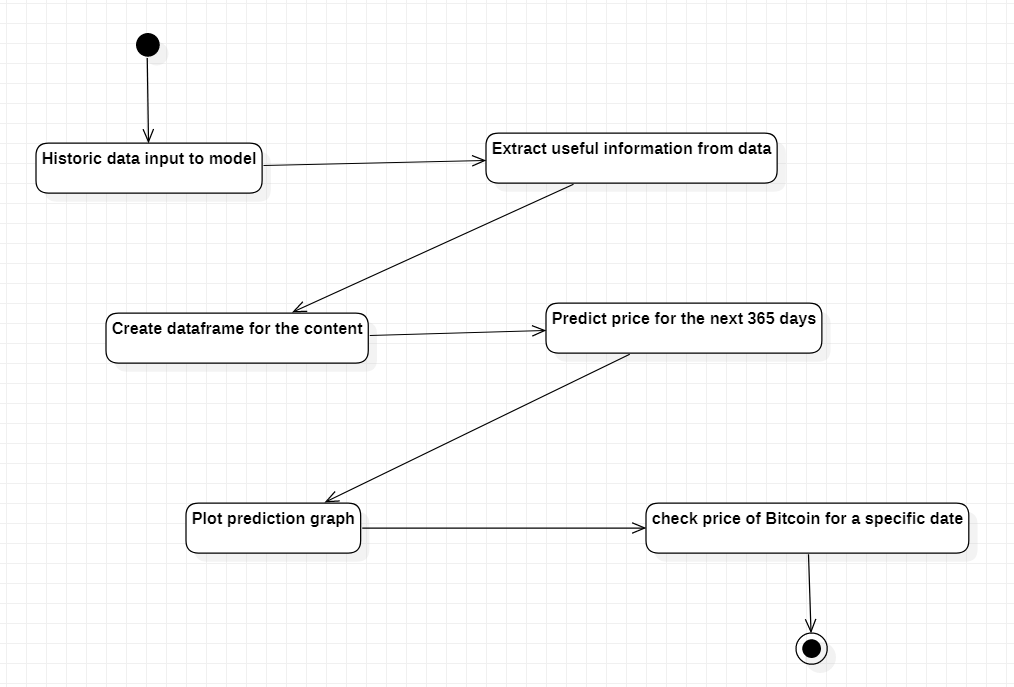 Historic data input to model
Extract useful information from data
Create dataframe for the content
Predict price for the next 365 days
Plot prediction graph
check price of Bitcoin for a specific date